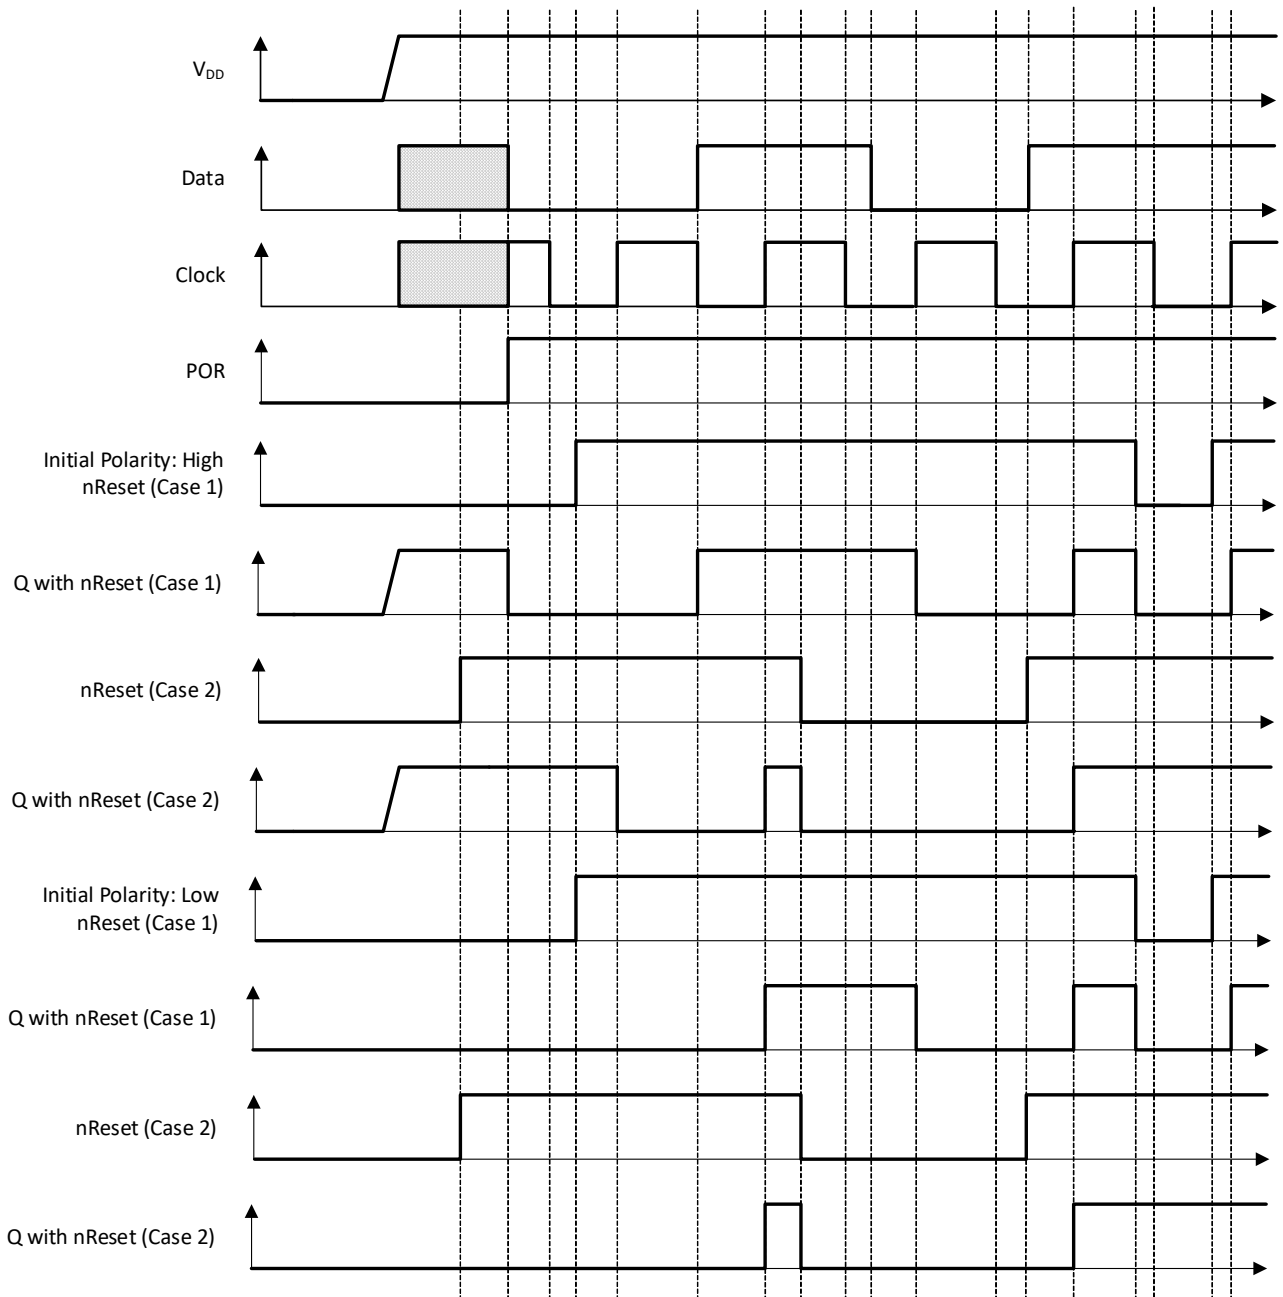 VDD
Data
Clock
POR
Initial Polarity: High
nReset (Case 1)
Q with nReset (Case 1)
nReset (Case 2)
Q with nReset (Case 2)
Initial Polarity: Low
nReset (Case 1)
Q with nReset (Case 1)
nReset (Case 2)
Q with nReset (Case 2)